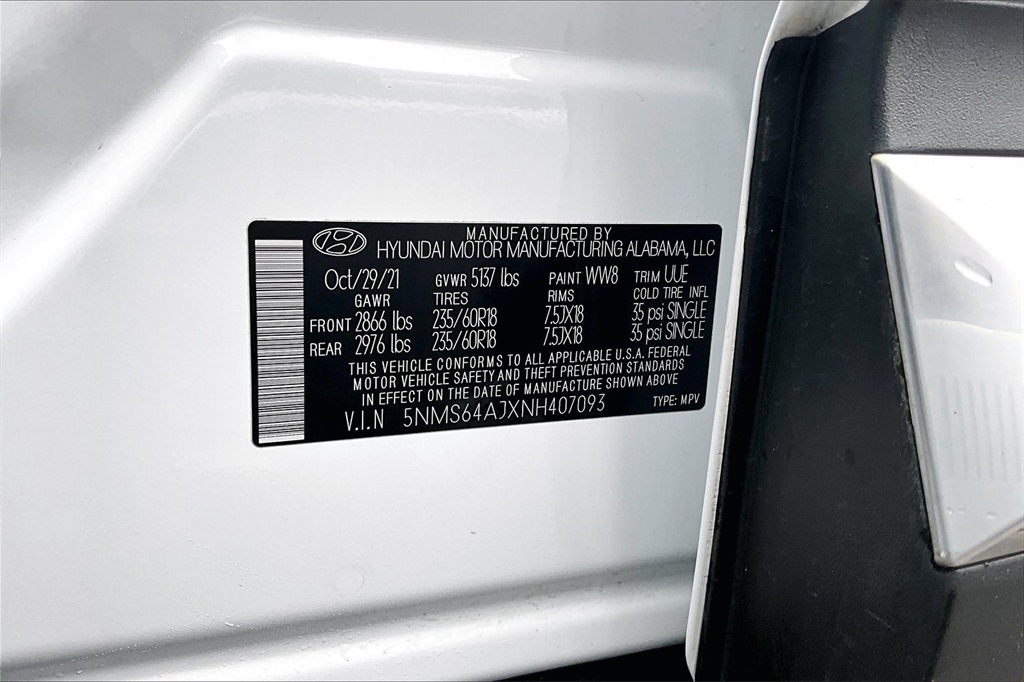 MANUFACTURED BY
HYUNDAI MOTOR MANUFACTURING ALABAMA, LLC
Oct/29/21 GVWR 5137 lbs PAINT WW8 TRIM UUE
GAWR TIRES RIMS COLD TIRE INFL
FRONT 2866 lbs 235/60R18 7.5JX18 35 psi SINGLE
REAR 2976 lbs 235/60R18 7.5JX18 35 psi SINGLE
THIS VEHICLE CONFORMS TO ALL APPLICABLE U.S.A. FEDERAL
MOTOR VEHICLE SAFETY AND THEFT PREVENTION STANDARDS
IN EFFECT ON THE DATE OF MANUFACTURE SHOWN ABOVE
V.I.N 5NMS64AJXNH407093 TYPE: MPV